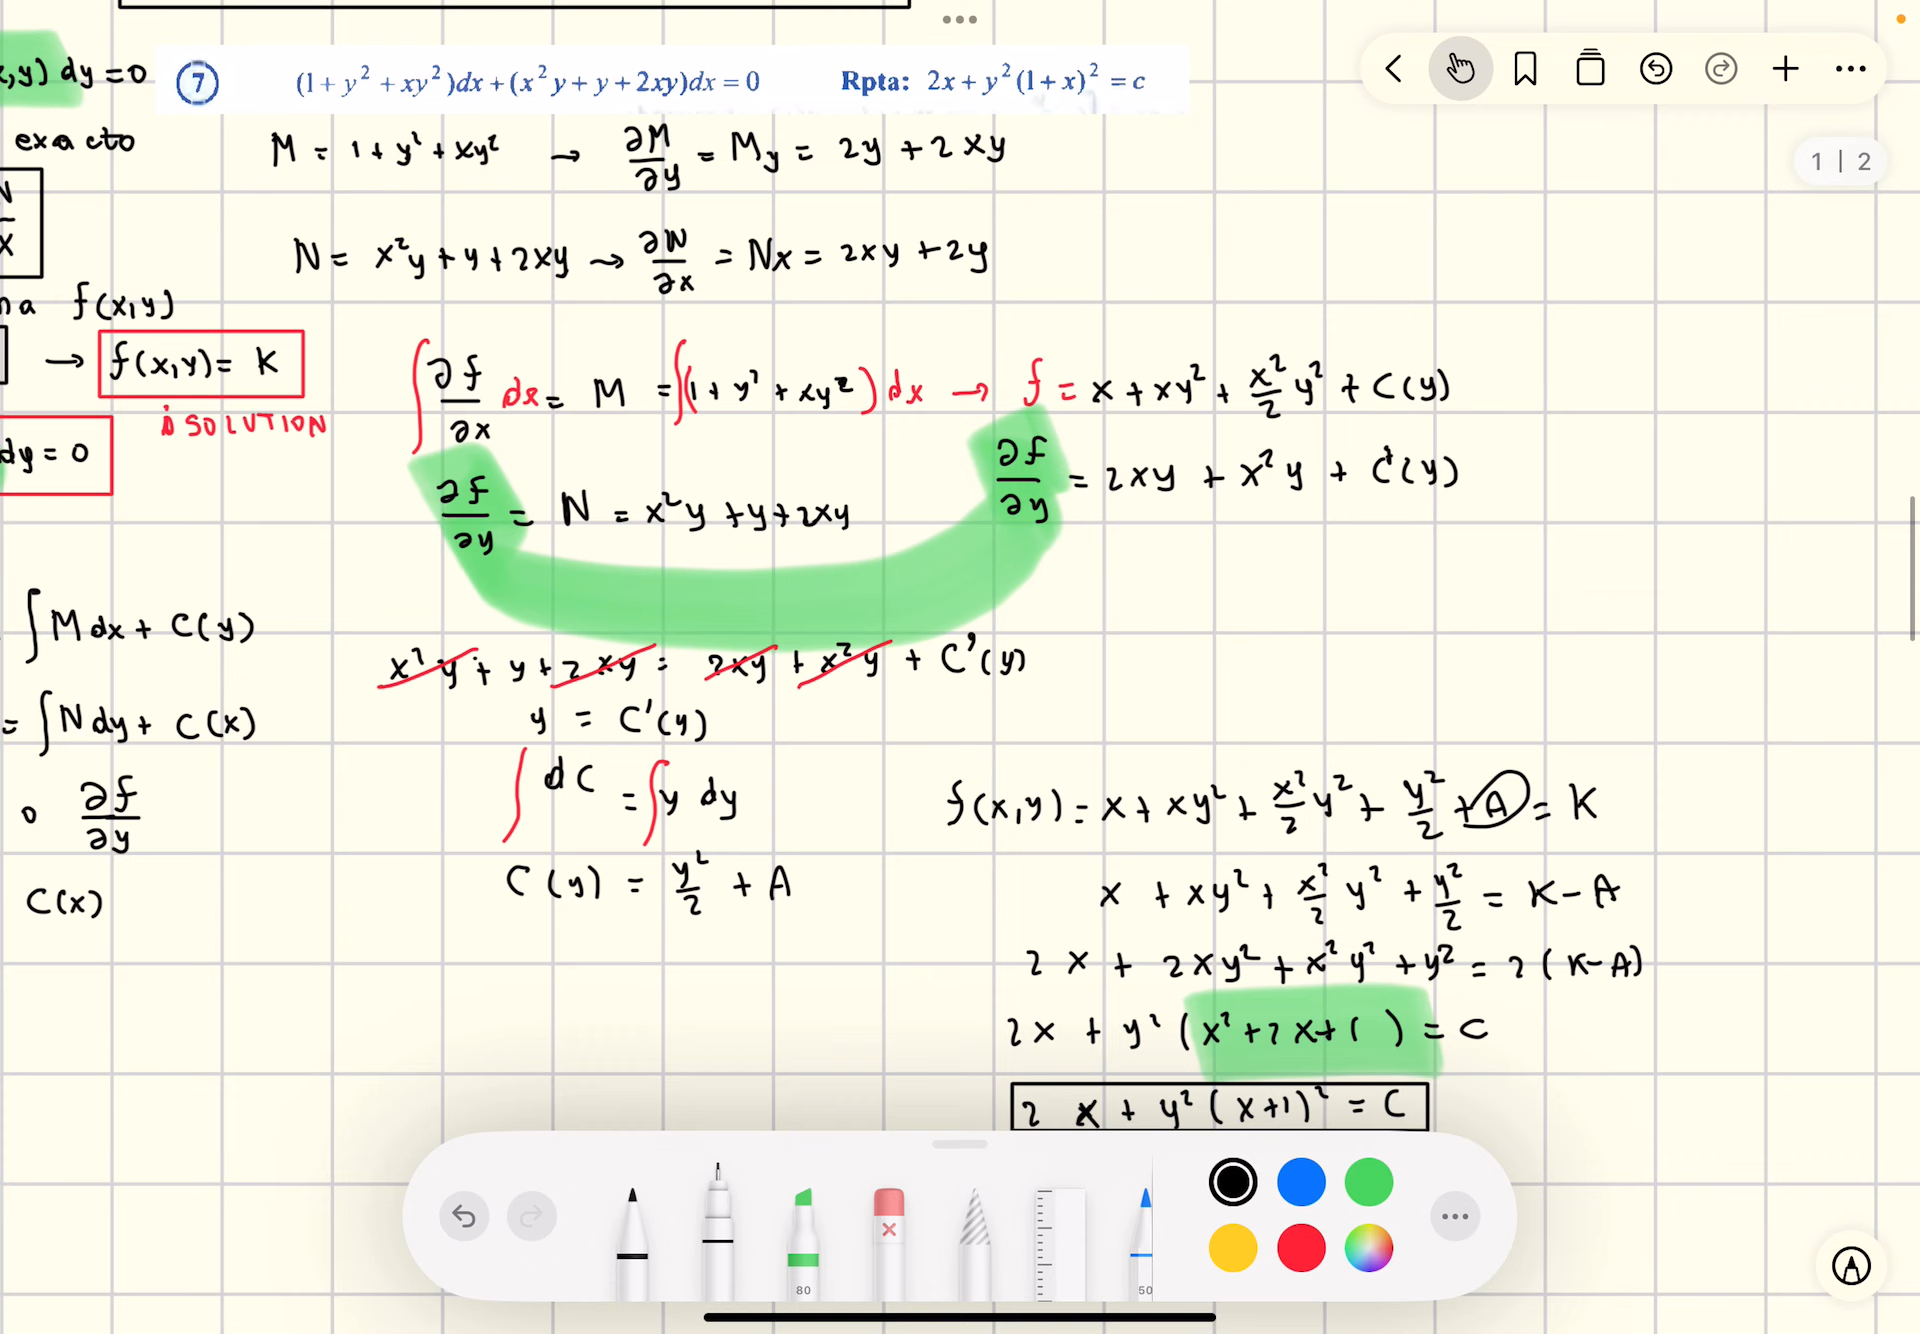 x,y) dy = 0
exacto
N
x
na f(x,y)
→ f(x,y) = K
i SOLUTION
dy = 0
∫ M dx + C(y)
= ∫ N dy + C(x)
o ∂f/∂y
C(x)
7 (1 + y² + xy²)dx + (x²y + y + 2xy)dx = 0 Rpta: 2x + y²(1 + x)² = c
M = 1 + y² + xy² → ∂M/∂y = My = 2y + 2xy
N = x²y + y + 2xy → ∂N/∂x = Nx = 2xy + 2y
∫ ∂f/∂x dx = M = ∫(1 + y² + xy²) dx → f = x + xy² + x²/2 y² + C(y)
∂f/∂y = N = x²y + y + 2xy
∂f/∂y = 2xy + x²y + C'(y)
x²y + y + 2xy = 2xy + x²y + C'(y)
y = C'(y)
∫ dC = ∫ y dy
C(y) = y²/2 + A
f(x,y) = x + xy² + x²/2 y² + y²/2 + A = K
x + xy² + x²/2 y² + y²/2 = K - A
2x + 2xy² + x²y² + y² = 2(K - A)
2x + y²(x² + 2x + 1) = C
2x + y²(x+1)² = C
1 | 2
80
50